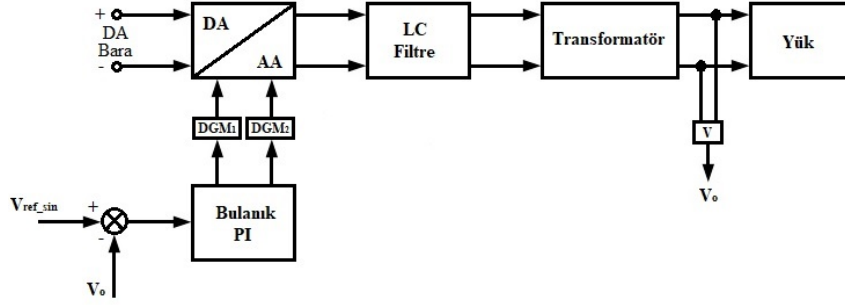 +
DA
Bara
-
DA
AA
LC
Filtre
Transformatör
Yük
DGM₁
DGM₂
V
Vₒ
Vref_sin
+
-
Bulanık
PI
Vₒ